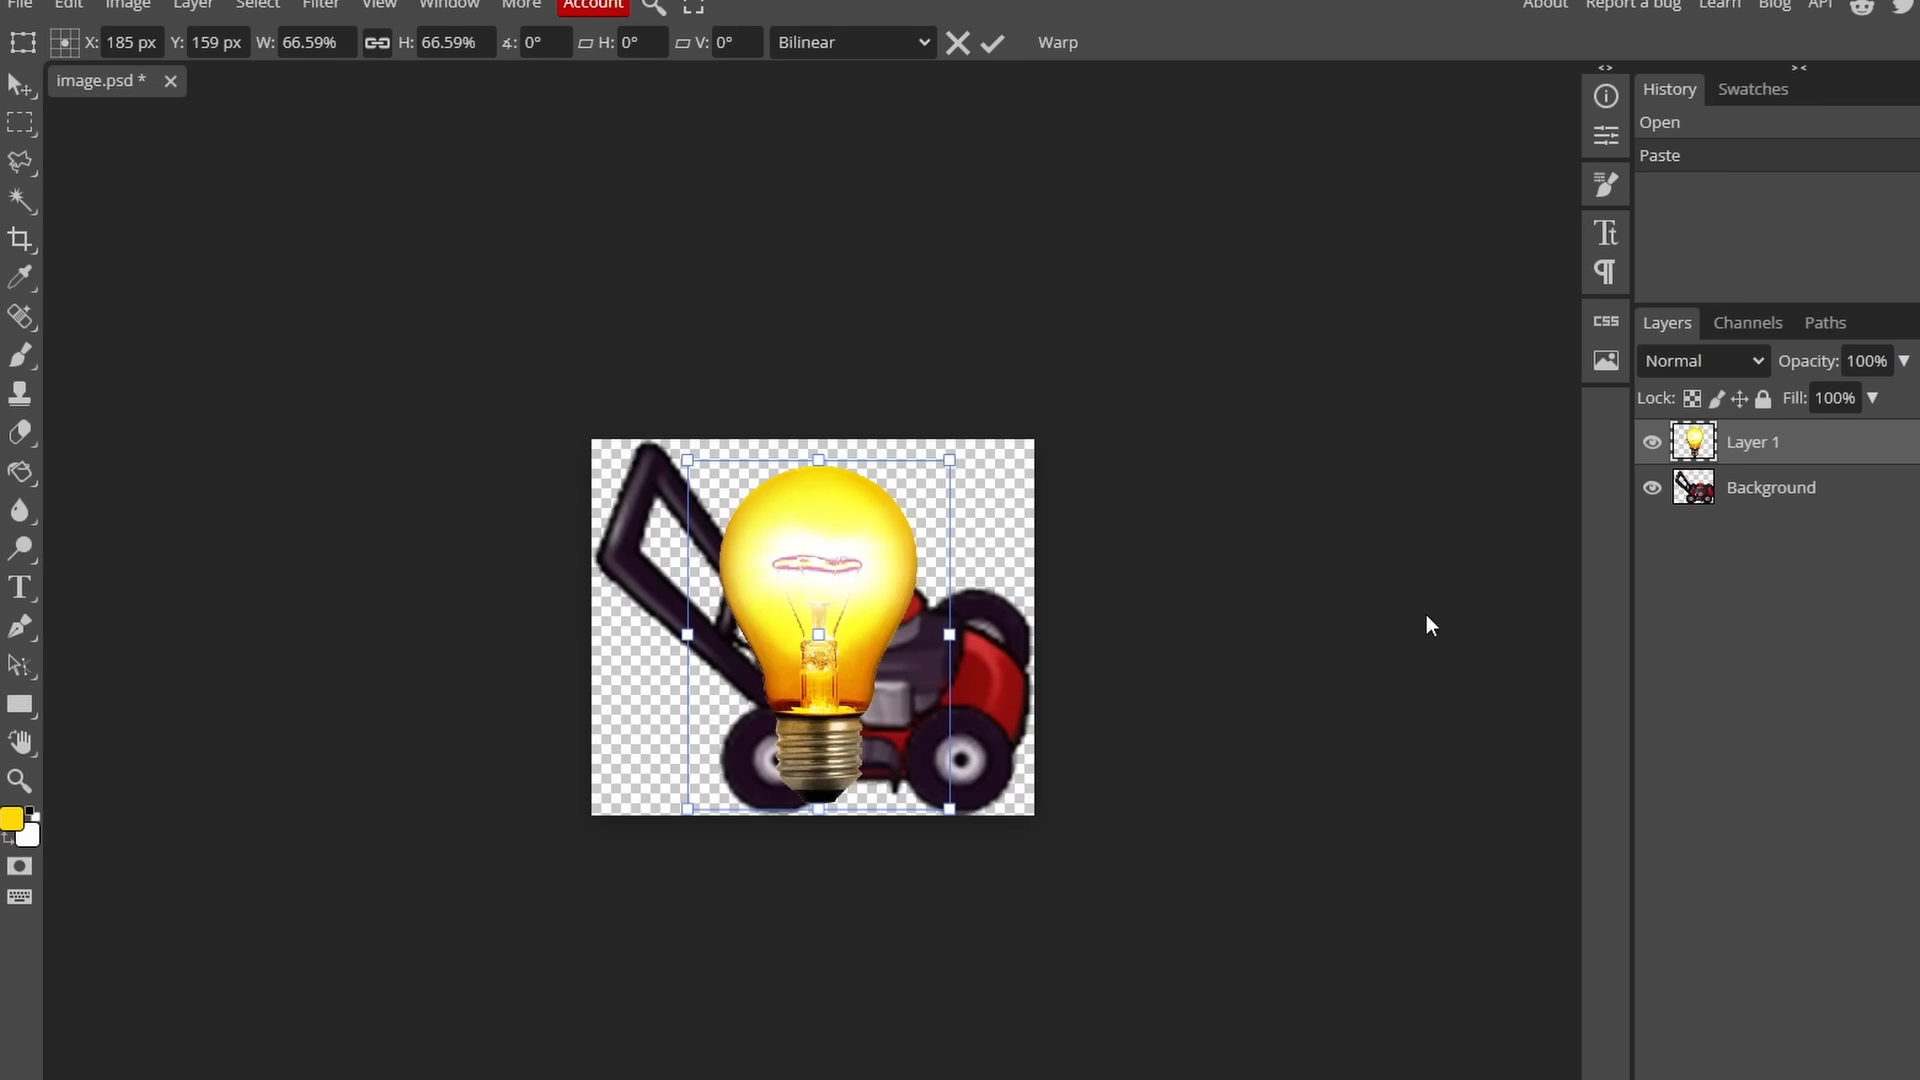 File Edit Image Layer Select Filter View Window More Account About Report a bug Learn Blog API
X: 185 px Y: 159 px W: 66.59% H: 66.59% ∡: 0° H: 0° V: 0° Bilinear Warp
image.psd *
< > > <
History Swatches
Open
Paste
CSS
Layers Channels Paths
Normal Opacity: 100%
Lock: Fill: 100%
Layer 1
Background